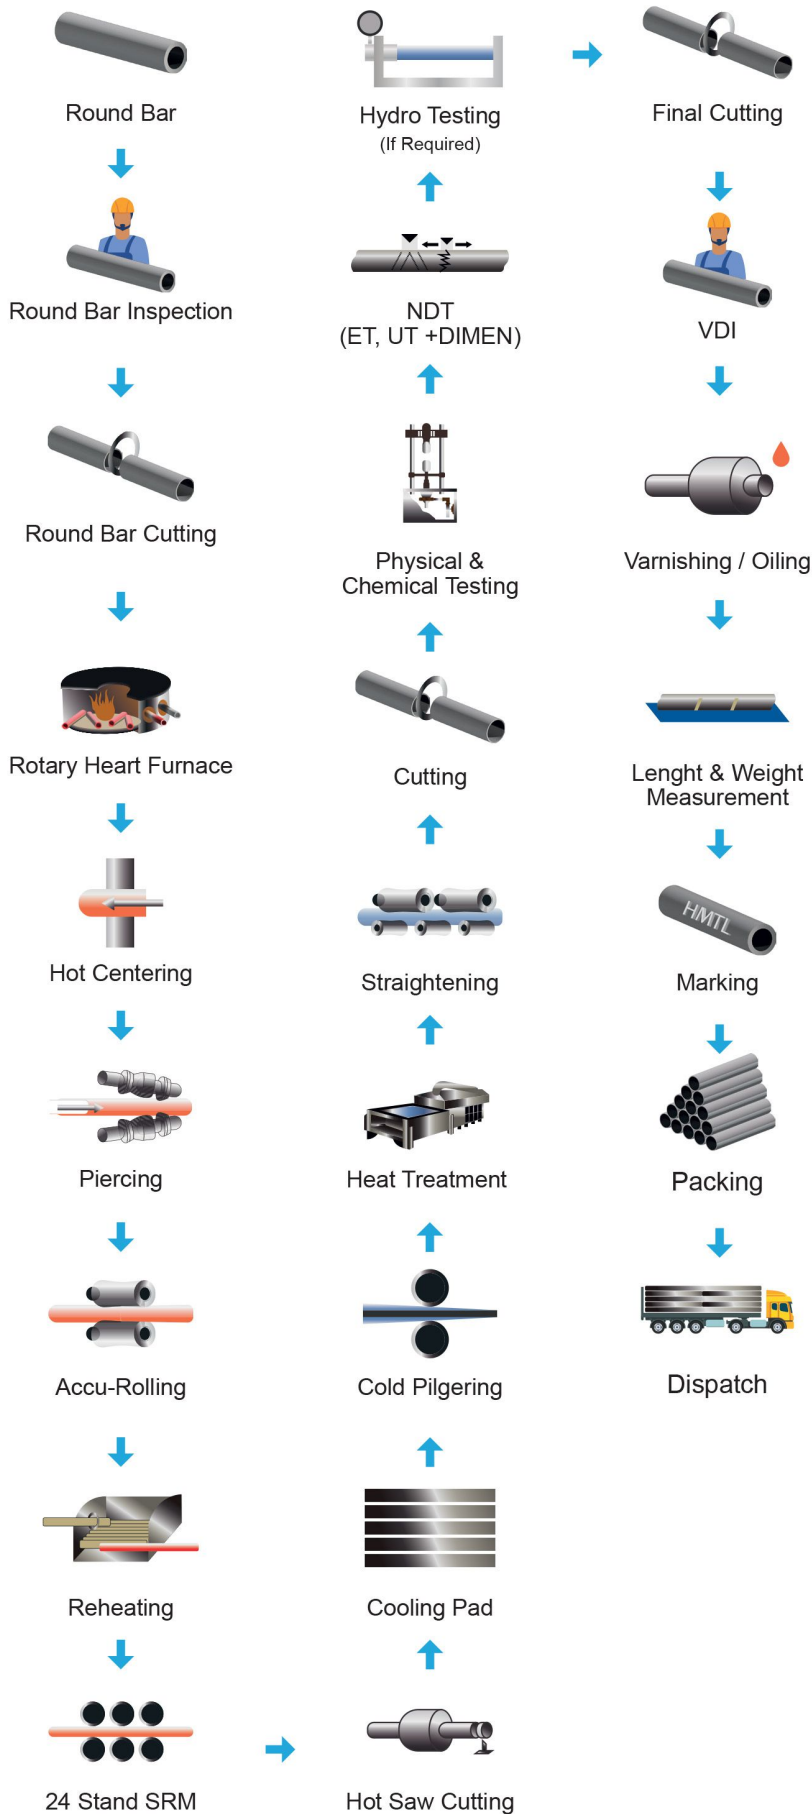 Round Bar
Round Bar Inspection
Round Bar Cutting
Rotary Heart Furnace
Hot Centering
Piercing
Accu-Rolling
Reheating
24 Stand SRM
Hot Saw Cutting
Cooling Pad
Cold Pilgering
Heat Treatment
Straightening
Cutting
Physical &
Chemical Testing
NDT
(ET, UT +DIMEN)
Hydro Testing
(If Required)
Final Cutting
VDI
Varnishing / Oiling
Lenght & Weight
Measurement
HMTL
Marking
Packing
Dispatch